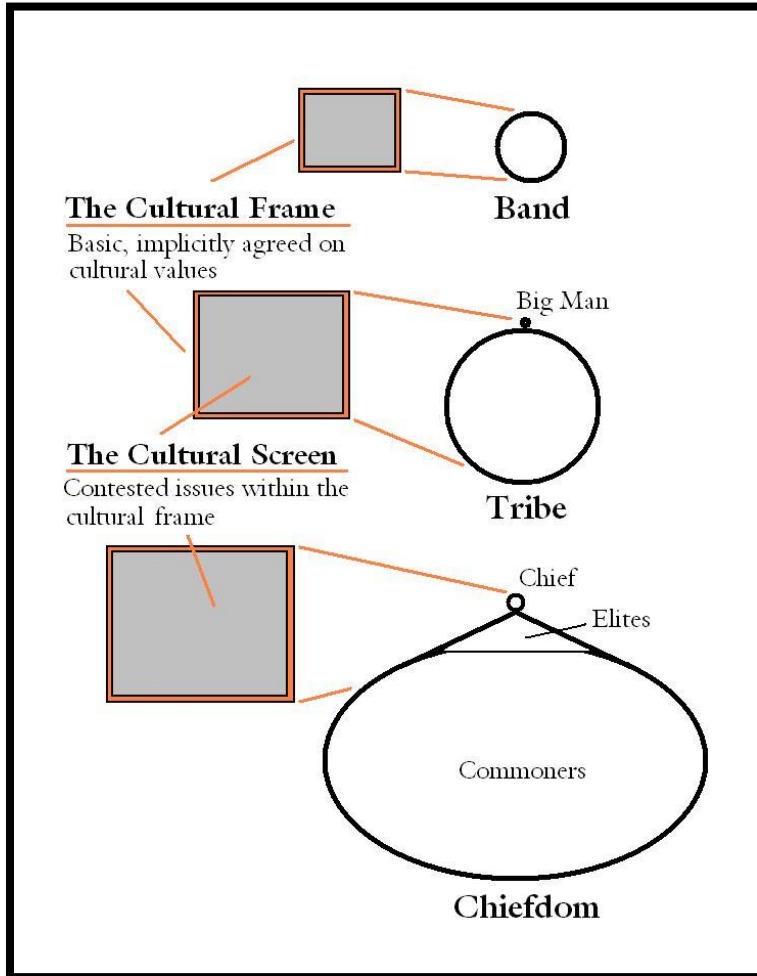 Band
The Cultural Frame
Basic, implicitly agreed on
cultural values
Big Man
The Cultural Screen
Contested issues within the
cultural frame
Tribe
Chief
Elites
Commoners
Chiefdom